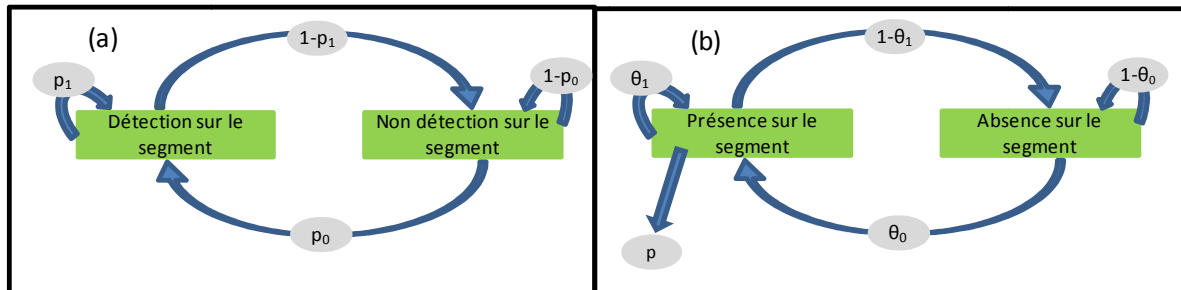 (a)
1-p₁
p₁
1-p₀
Détection sur le
segment
Non détection sur le
segment
p₀
(b)
1-θ₁
θ₁
1-θ₀
Présence sur le
segment
Absence sur le
segment
p
θ₀